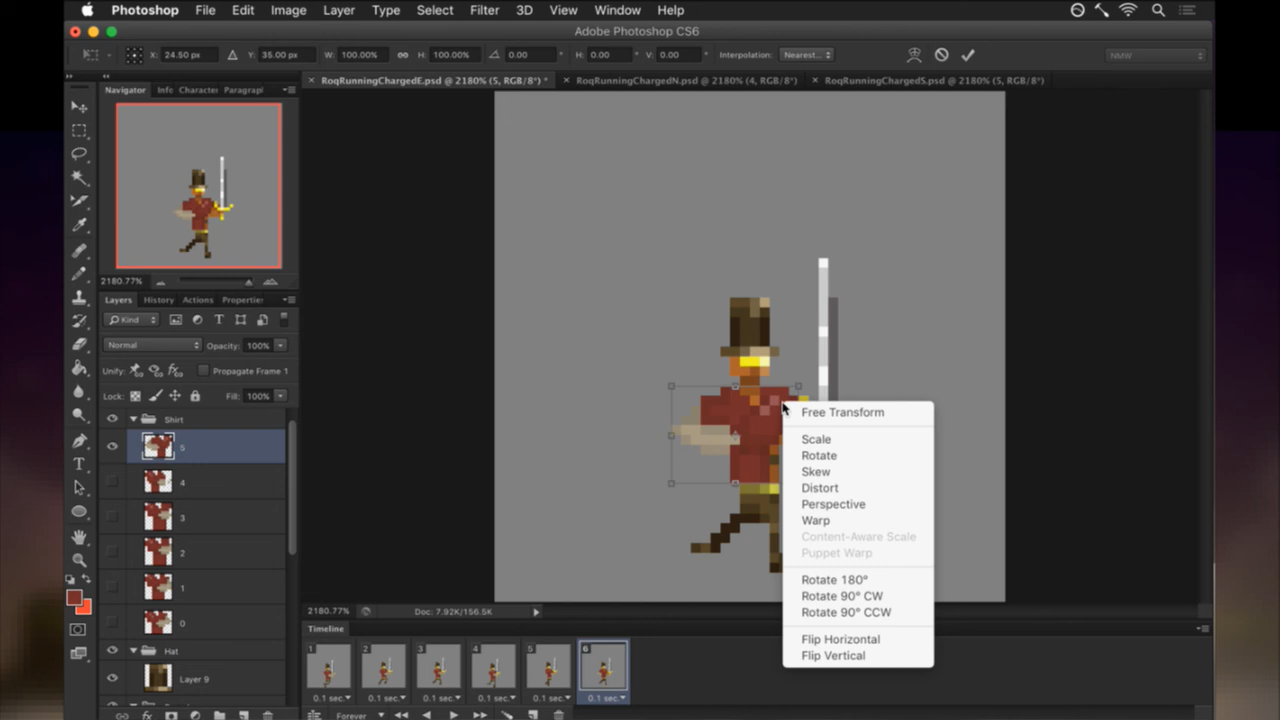 Photoshop File Edit Image Layer Type Select Filter 3D View Window Help
Adobe Photoshop CS6
X: 24.50 px Y: 35.00 px W: 100.00% H: 100.00% 0.00 ° H: 0.00 ° V: 0.00 ° Interpolation: Nearest... NMW
× RoqRunningChargedE.psd @ 2180% (5, RGB/8*) * × RoqRunningChargedN.psd @ 2180% (4, RGB/8*) × RoqRunningChargedS.psd @ 2180% (5, RGB/8*)
Navigator Info Character Paragrapl
2180.77%
Layers History Actions Properties
Kind
Normal Opacity: 100%
Unify: Propagate Frame 1
Lock: Fill: 100%
Shirt
5
4
3
2
1
0
Hat
Layer 9
Free Transform
Scale
Rotate
Skew
Distort
Perspective
Warp
Content-Aware Scale
Puppet Warp
Rotate 180°
Rotate 90° CW
Rotate 90° CCW
Flip Horizontal
Flip Vertical
2180.77% Doc: 7.92K/156.5K
Timeline
1 2 3 4 5 6
0.1 sec. 0.1 sec. 0.1 sec. 0.1 sec. 0.1 sec. 0.1 sec.
Forever